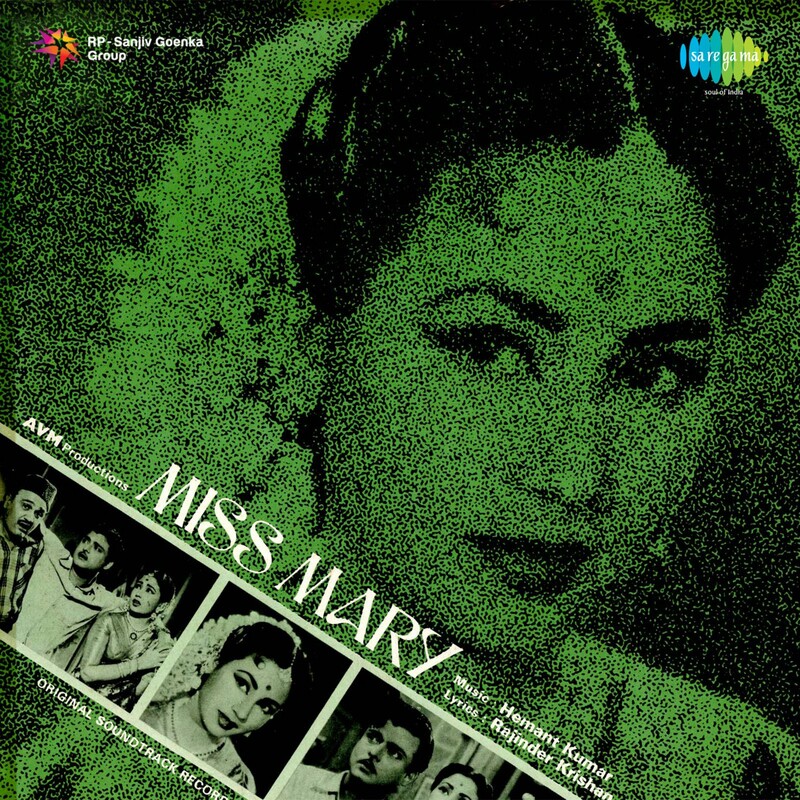 RP - Sanjiv Goenka
Group
sa re ga ma
soul of India
AVM Productions
MISS MARY
Music : Hemant Kumar
Lyrics : Rajinder Krishan
ORIGINAL SOUNDTRACK RECORD